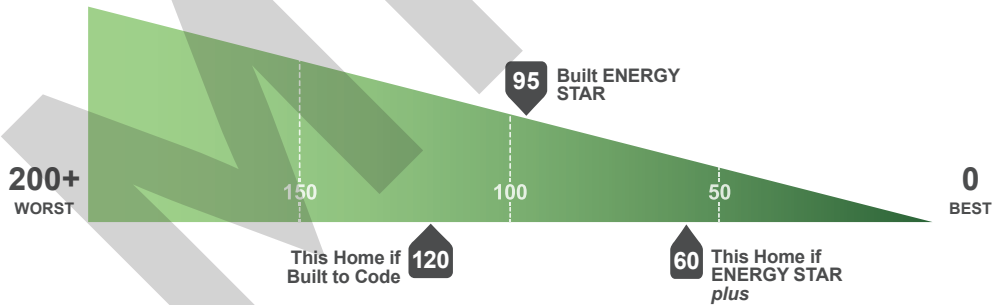 95
Built ENERGY
STAR
200+
WORST
150
100
50
0
BEST
This Home if
Built to Code
120
60
This Home if
ENERGY STAR
plus